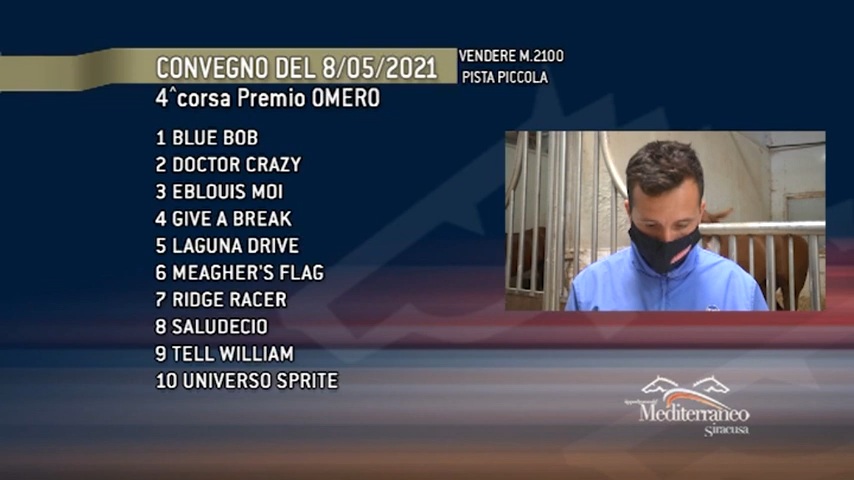 CONVEGNO DEL 8/05/2021
VENDERE M.2100
PISTA PICCOLA
4^corsa Premio OMERO
1 BLUE BOB
2 DOCTOR CRAZY
3 EBLOUIS MOI
4 GIVE A BREAK
5 LAGUNA DRIVE
6 MEAGHER'S FLAG
7 RIDGE RACER
8 SALUDECIO
9 TELL WILLIAM
10 UNIVERSO SPRITE
Ippodromo del
Mediterraneo
Siracusa